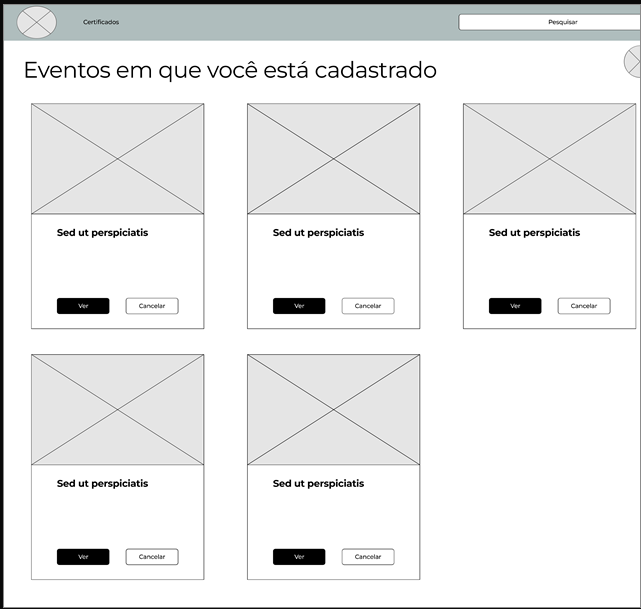 Certificados
Pesquisar
Eventos em que você está cadastrado
Sed ut perspiciatis
Ver
Cancelar
Sed ut perspiciatis
Ver
Cancelar
Sed ut perspiciatis
Ver
Cancelar
Sed ut perspiciatis
Ver
Cancelar
Sed ut perspiciatis
Ver
Cancelar